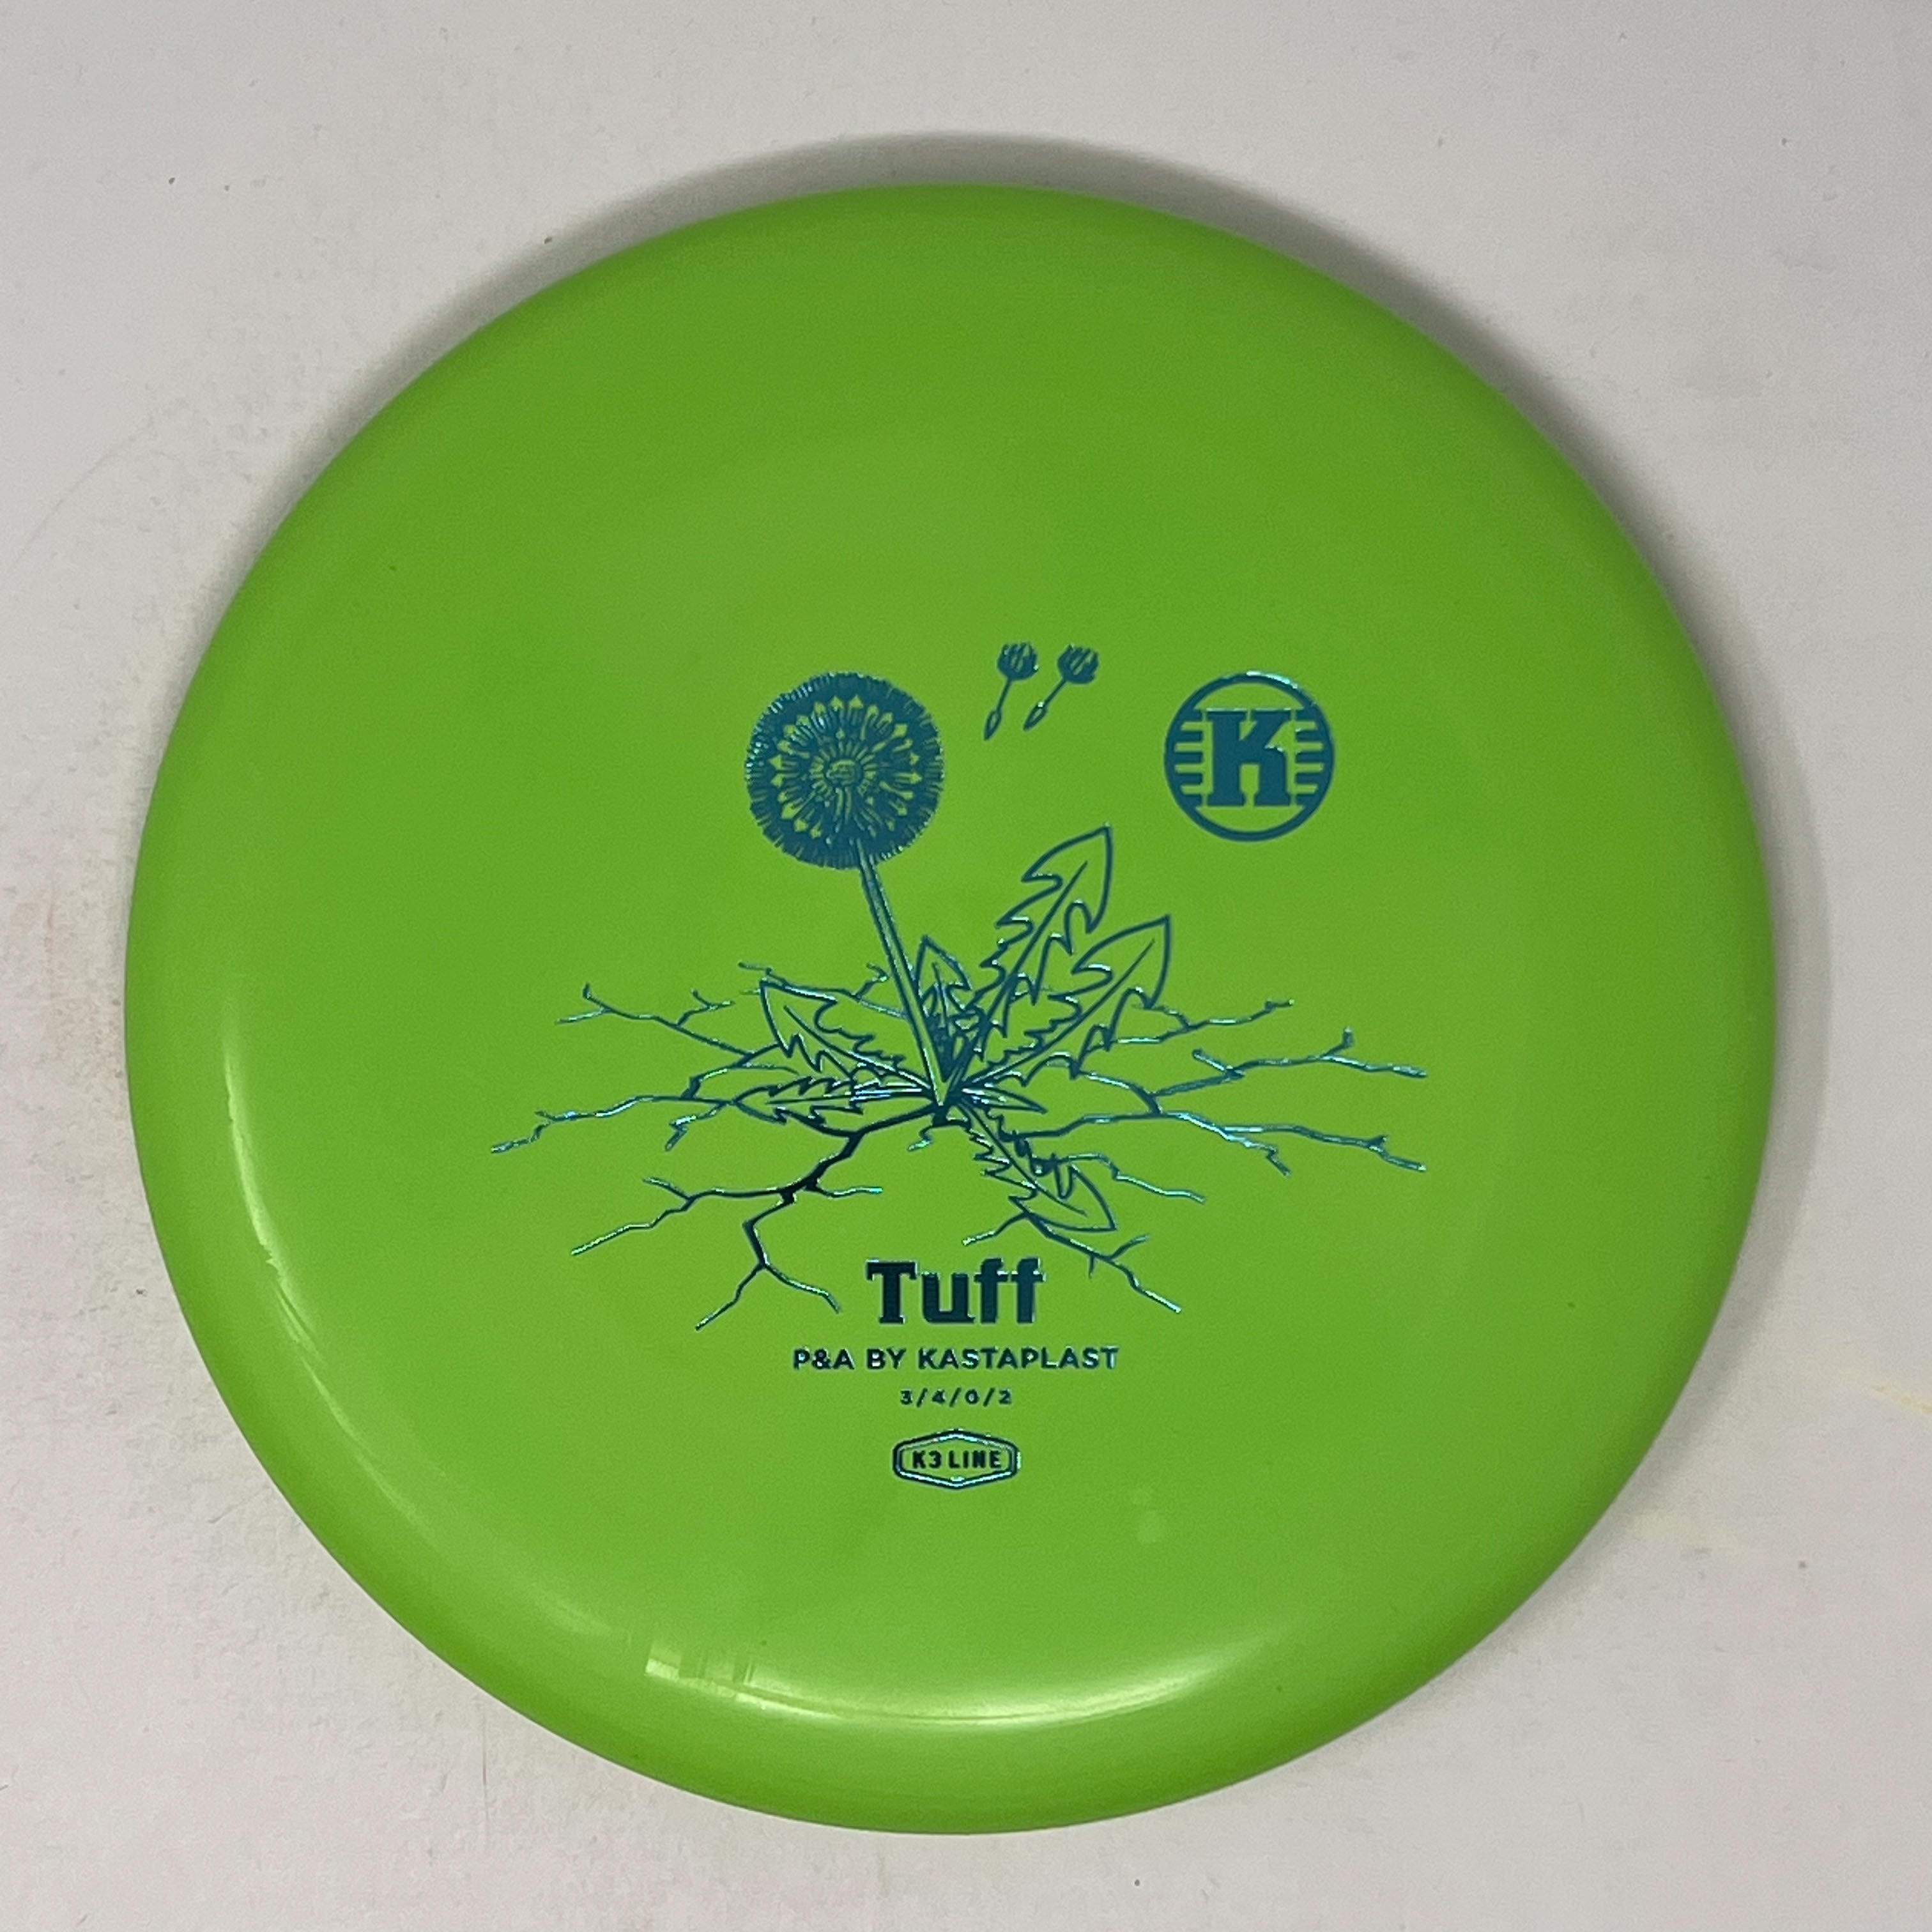 K
Tuff
P&A BY KASTAPLAST
3/4/0/2
K3 LINE